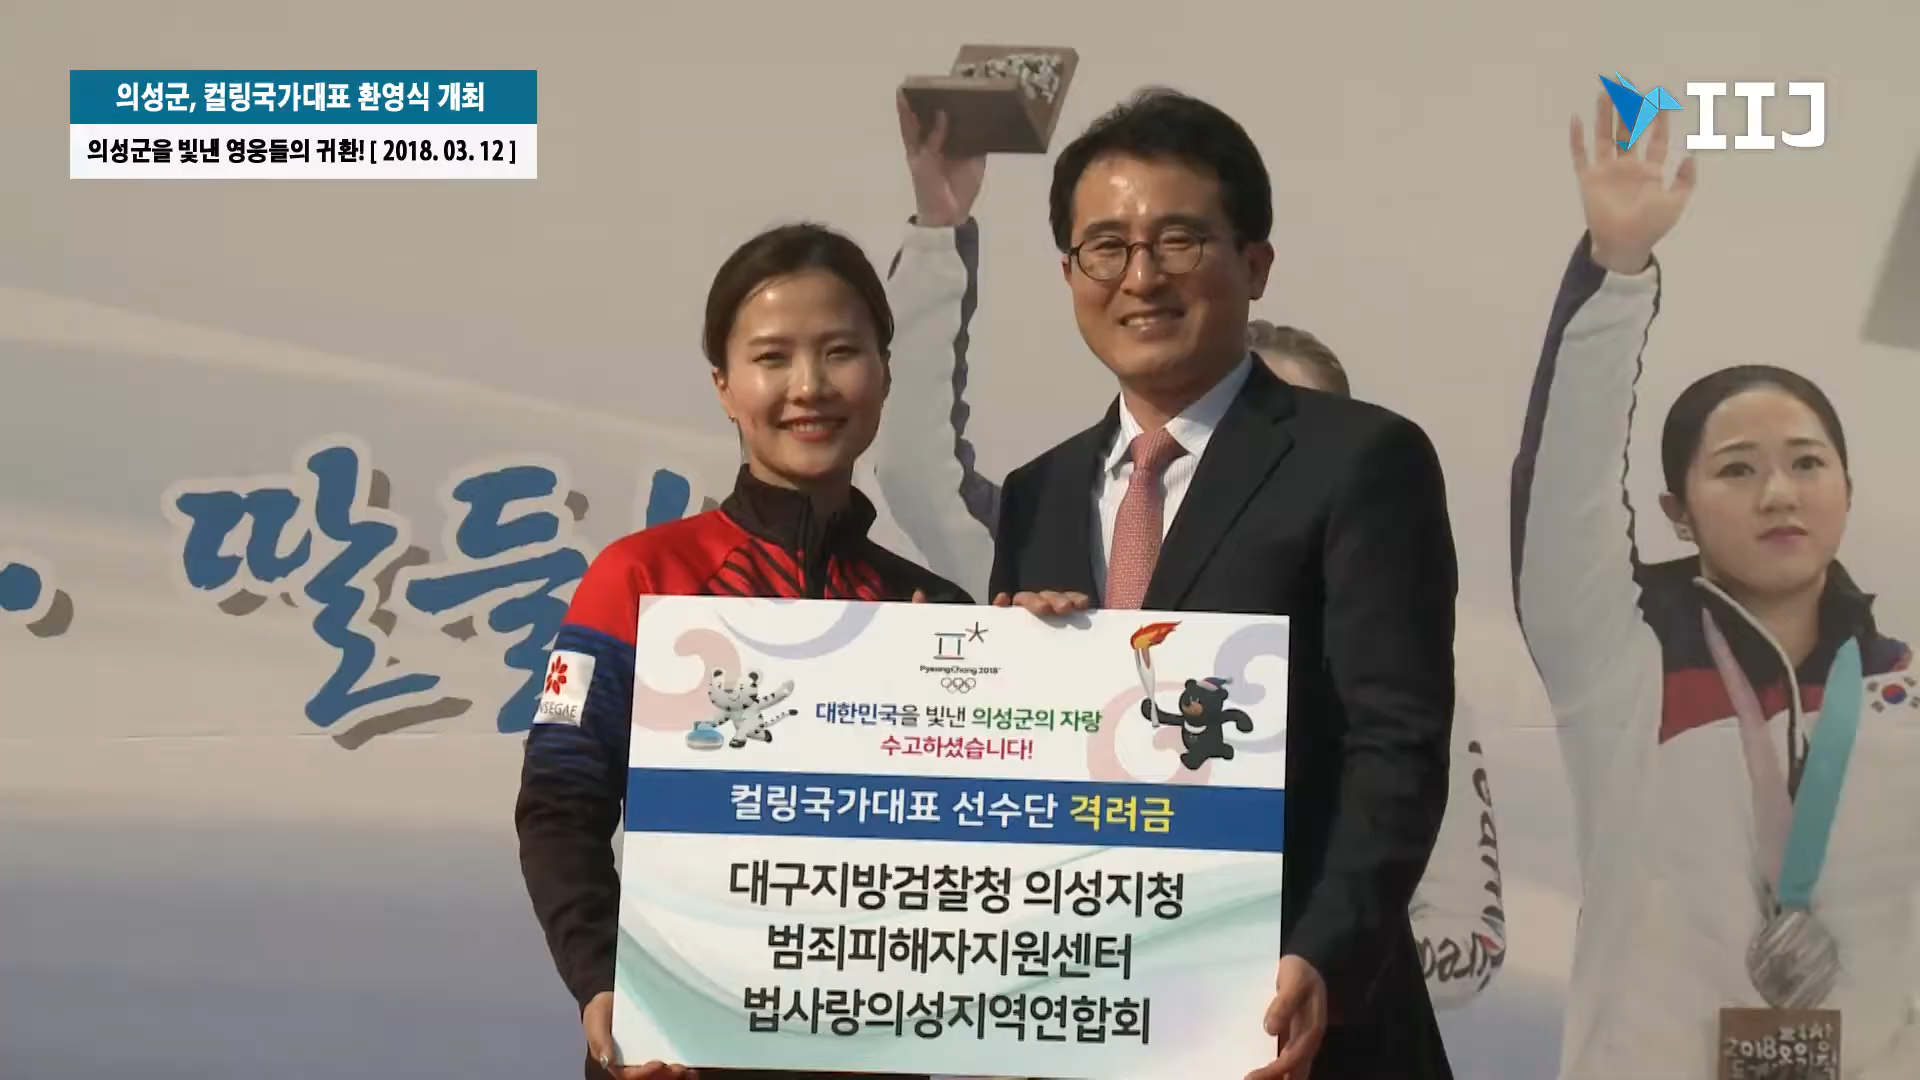 의성군, 컬링국가대표 환영식 개최
의성군을 빛낸 영웅들의 귀환! [ 2018. 03. 12 ]
IIJ
딸들
SEGAE
PyeongChang 2018
대한민국을 빛낸 의성군의 자랑
수고하셨습니다!
컬링국가대표 선수단 격려금
대구지방검찰청 의성지청
범죄피해자지원센터
법사랑의성지역연합회
2018